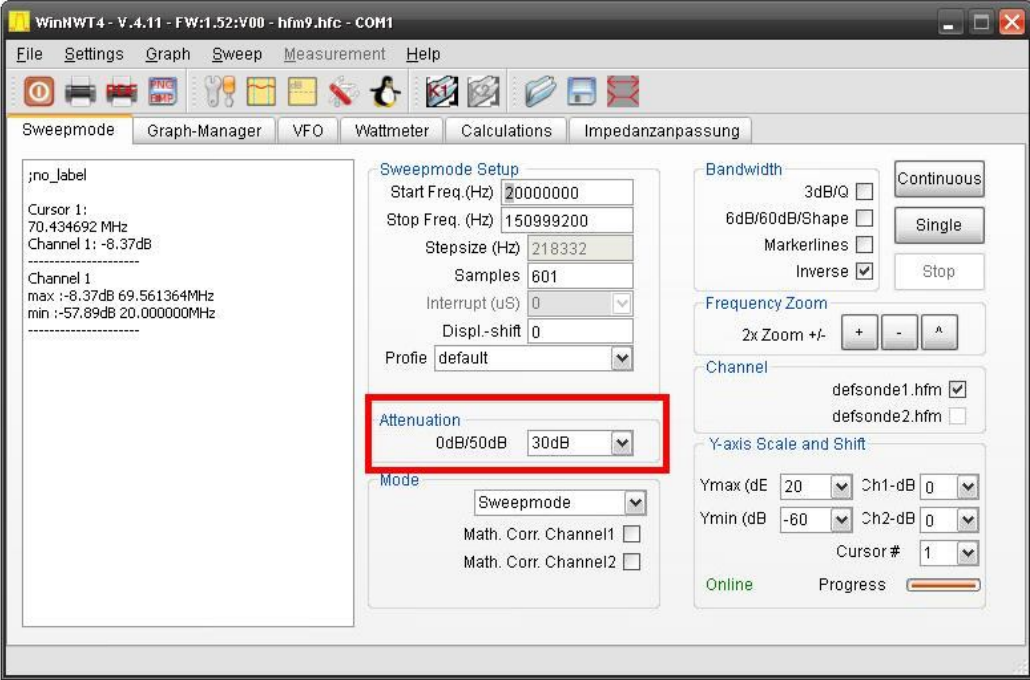 WinNWT4 - V.4.11 - FW:1.52:V00 - hfm9.hfc - COM1
File Settings Graph Sweep Measurement Help
PDF PNG BMP K1 K2
Sweepmode Graph-Manager VFO Wattmeter Calculations Impedanzanpassung
;no_label
Cursor 1:
70.434692 MHz
Channel 1: -8.37dB
---------------------
Channel 1
max :-8.37dB 69.561364MHz
min :-57.89dB 20.000000MHz
---------------------
Sweepmode Setup
Start Freq.(Hz) 20000000
Stop Freq. (Hz) 150999200
Stepsize (Hz) 218332
Samples 601
Interrupt (uS) 0
Displ.-shift 0
Profie default
Attenuation
0dB/50dB 30dB
Mode
Sweepmode
Math. Corr. Channel1
Math. Corr. Channel2
Bandwidth
3dB/Q
6dB/60dB/Shape
Markerlines
Inverse
Continuous
Single
Stop
Frequency Zoom
2x Zoom +/- + - ^
Channel
defsonde1.hfm
defsonde2.hfm
Y-axis Scale and Shift
Ymax (dE 20 Ch1-dB 0
Ymin (dB -60 Ch2-dB 0
Cursor # 1
Online Progress